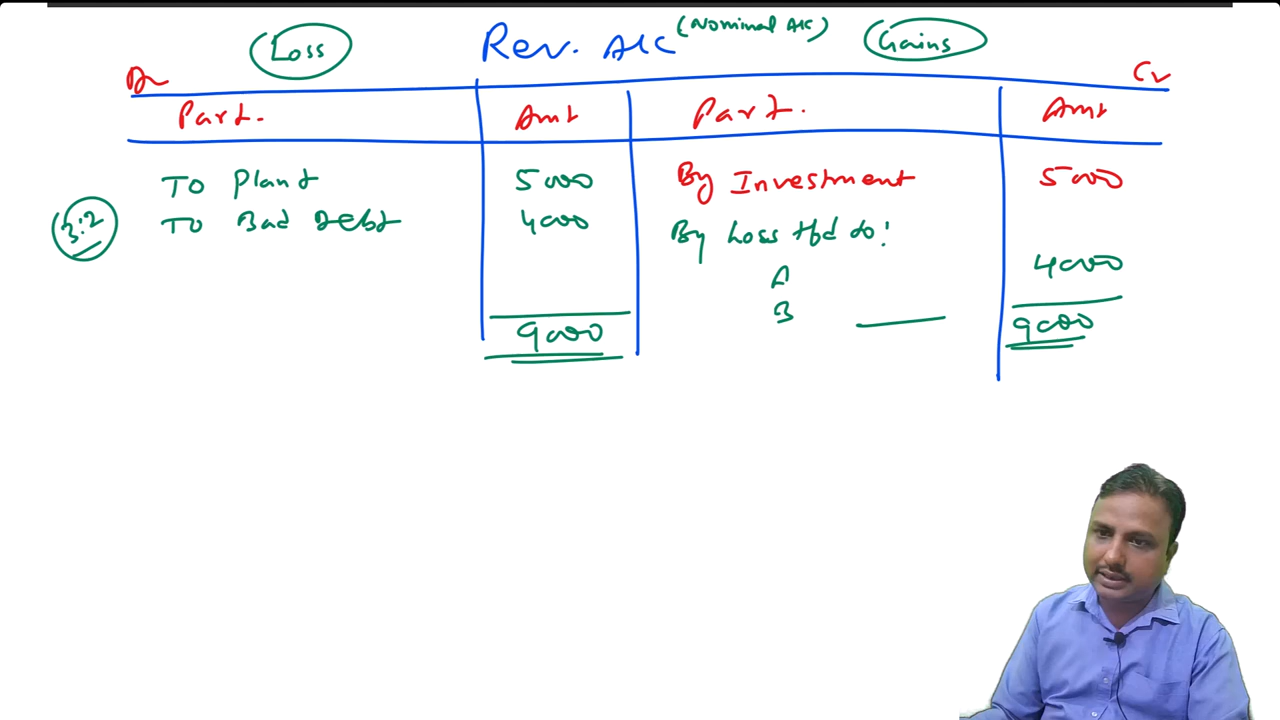 Loss Rev. A/C (Nominal A/C) Gains
Dr Cr
Part. Amt Part. Amt
To Plant 5000 By Investment 5000
3:2 To Bad Debt 4000 By Loss tfd to:
A 4000
B
9000 9000